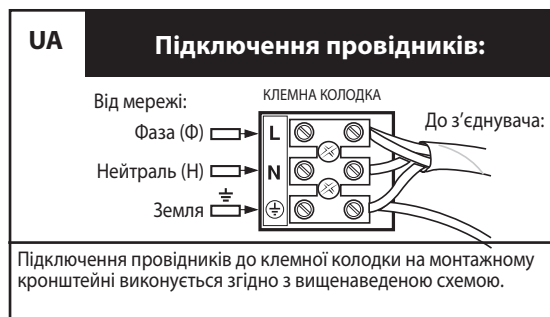 UA
Підключення провідників:
КЛЕМНА КОЛОДКА
Від мережі:
До з’єднувача:
Фаза (Ф)
L
Нейтраль (Н)
N
Земля
Підключення провідників до клемної колодки на монтажному
кронштейні виконується згідно з вищенаведеною схемою.